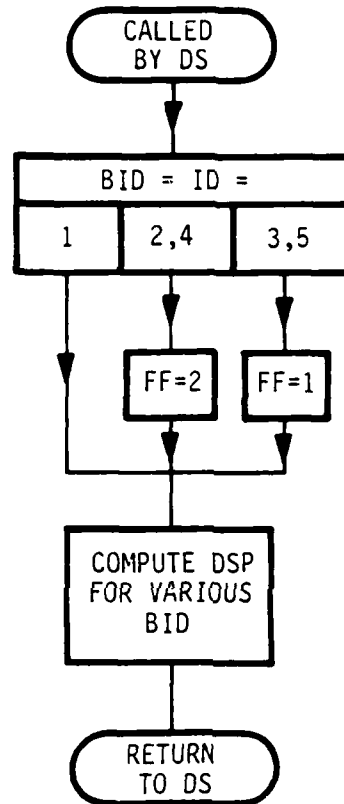 CALLED
BY DS
BID = ID =
1 2,4 3,5
FF=2 FF=1
COMPUTE DSP
FOR VARIOUS
BID
RETURN
TO DS